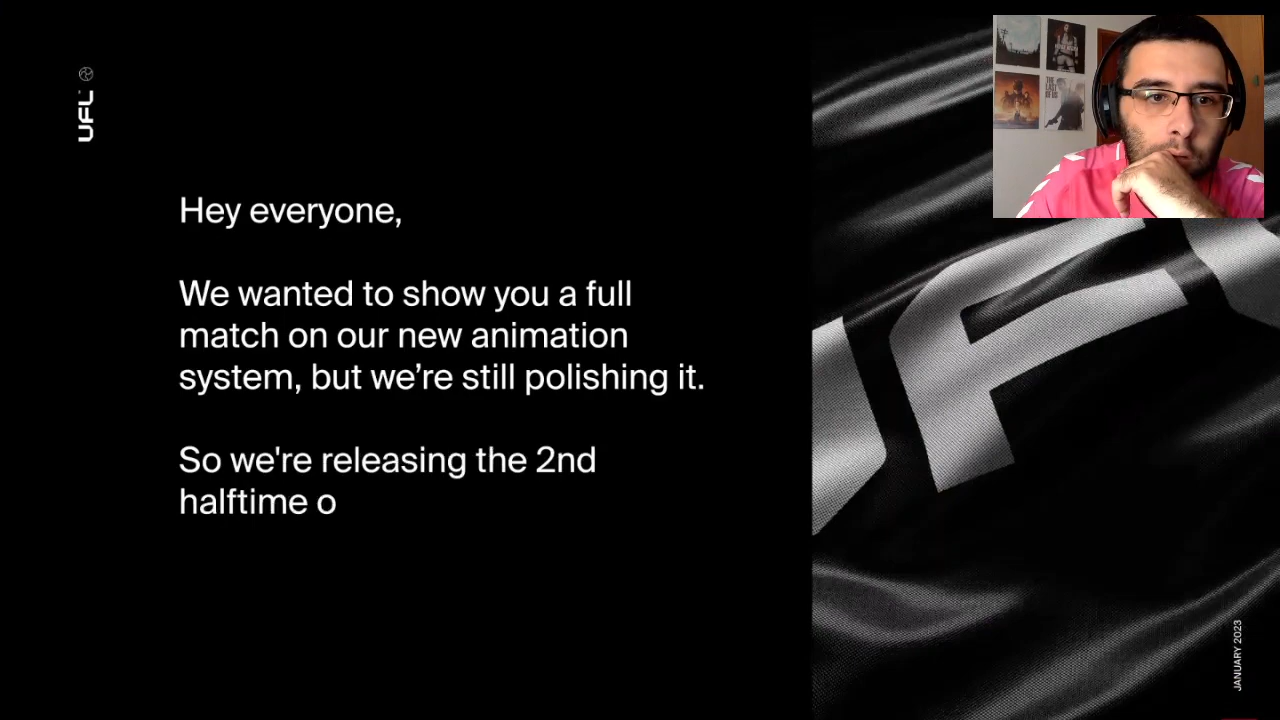 UFL
Hey everyone,
We wanted to show you a full
match on our new animation
system, but we're still polishing it.
So we're releasing the 2nd
halftime o
JANUARY 2023